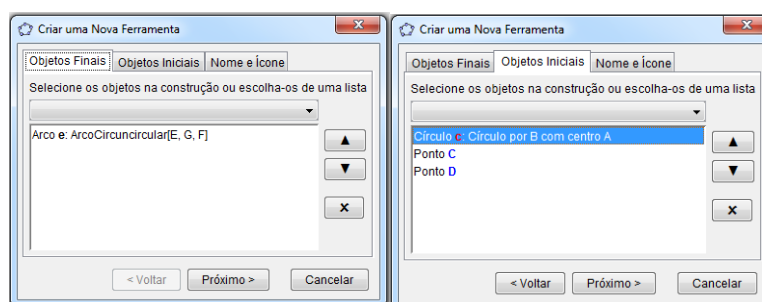 Criar uma Nova Ferramenta
Objetos Finais Objetos Iniciais Nome e Ícone
Selecione os objetos na construção ou escolha-os de uma lista
Arco e: ArcoCircuncircular[E, G, F]
< Voltar Próximo > Cancelar
Criar uma Nova Ferramenta
Objetos Finais Objetos Iniciais Nome e Ícone
Selecione os objetos na construção ou escolha-os de uma lista
Círculo c: Círculo por B com centro A
Ponto C
Ponto D
< Voltar Próximo > Cancelar